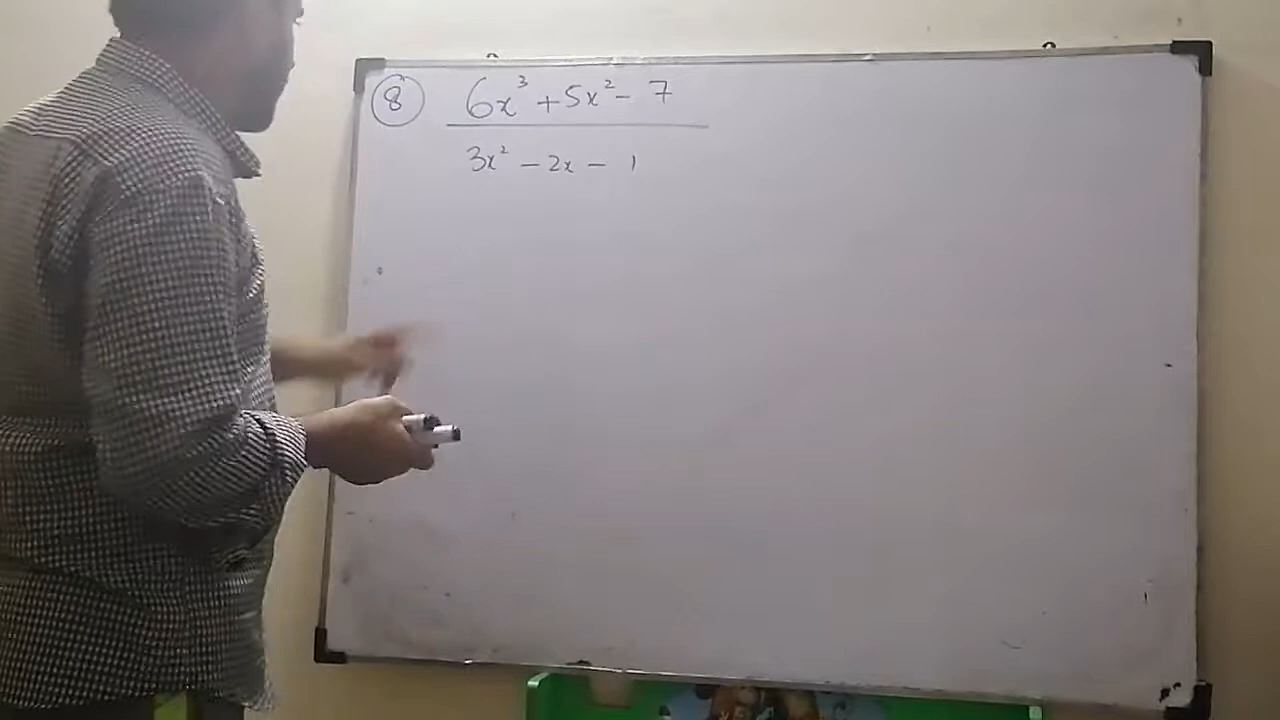 ⑧ 6x³ + 5x² - 7
3x² - 2x - 1